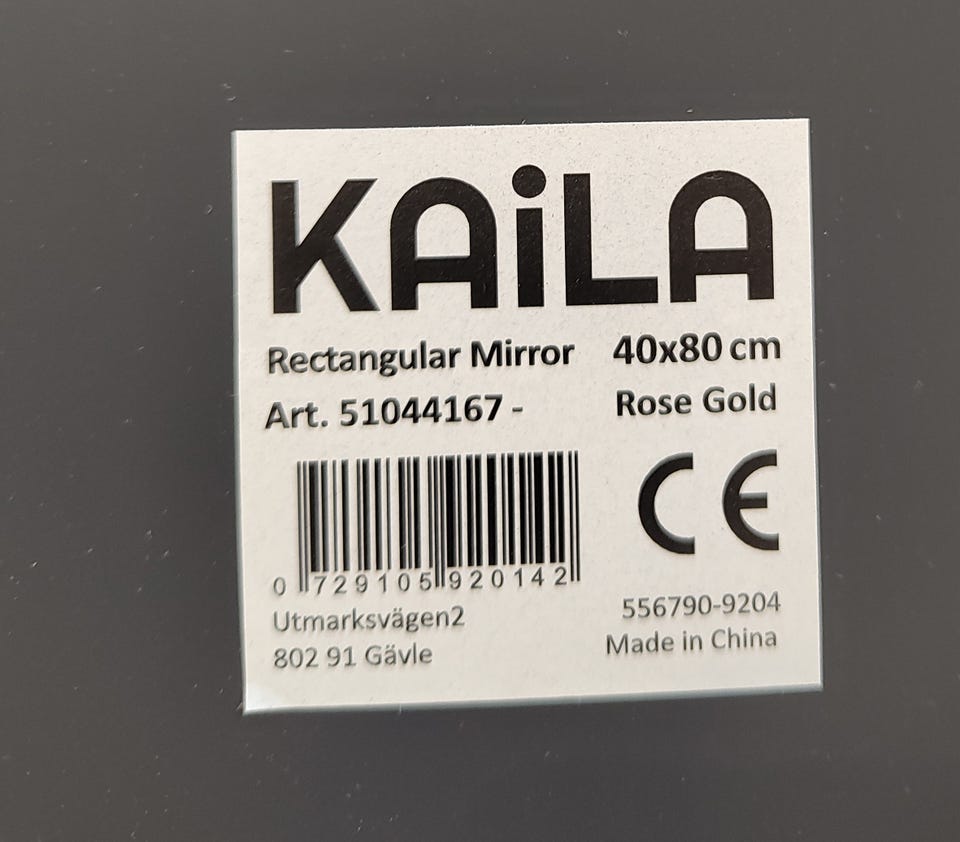 KAiLA
Rectangular Mirror 40x80 cm
Art. 51044167 - Rose Gold
CE
0 729105 920142
Utmarksvägen2 556790-9204
802 91 Gävle Made in China